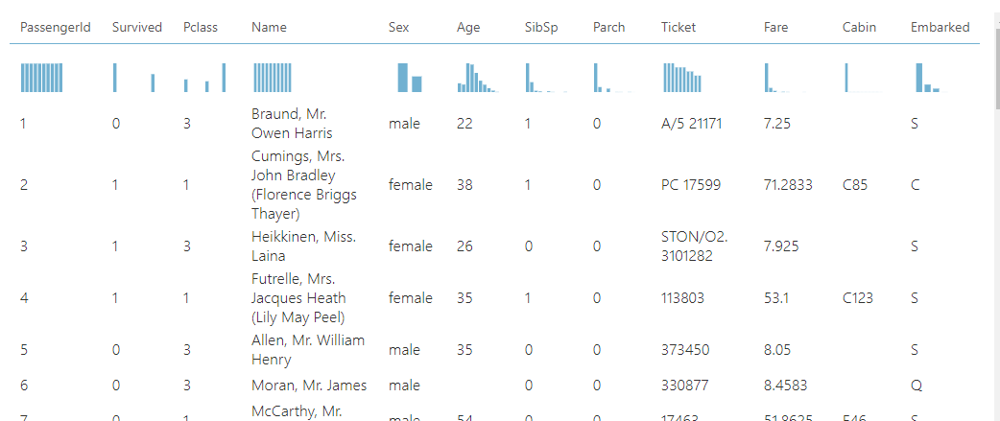 PassengerId Survived Pclass Name Sex Age SibSp Parch Ticket Fare Cabin Embarked
1 0 3 Braund, Mr. Owen Harris male 22 1 0 A/5 21171 7.25 S
2 1 1 Cumings, Mrs. John Bradley (Florence Briggs Thayer) female 38 1 0 PC 17599 71.2833 C85 C
3 1 3 Heikkinen, Miss. Laina female 26 0 0 STON/O2. 3101282 7.925 S
4 1 1 Futrelle, Mrs. Jacques Heath (Lily May Peel) female 35 1 0 113803 53.1 C123 S
5 0 3 Allen, Mr. William Henry male 35 0 0 373450 8.05 S
6 0 3 Moran, Mr. James male 0 0 330877 8.4583 Q
7 0 1 McCarthy, Mr. male 54 0 0 17463 51.8625 E46 S